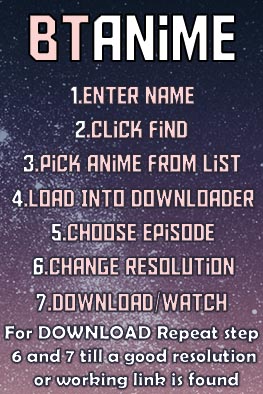 BTANiME
1.ENTER NAME
2.CLiCK FiND
3.PiCK ANiME FROM LiST
4.LOAD INTO DOWNLOADER
5.CHOOSE EPiSODE
6.CHANGE RESOLUTiON
7.DOWNLOAD/WATCH
For DOWNLOAD Repeat step
6 and 7 till a good resolution
or working link is found